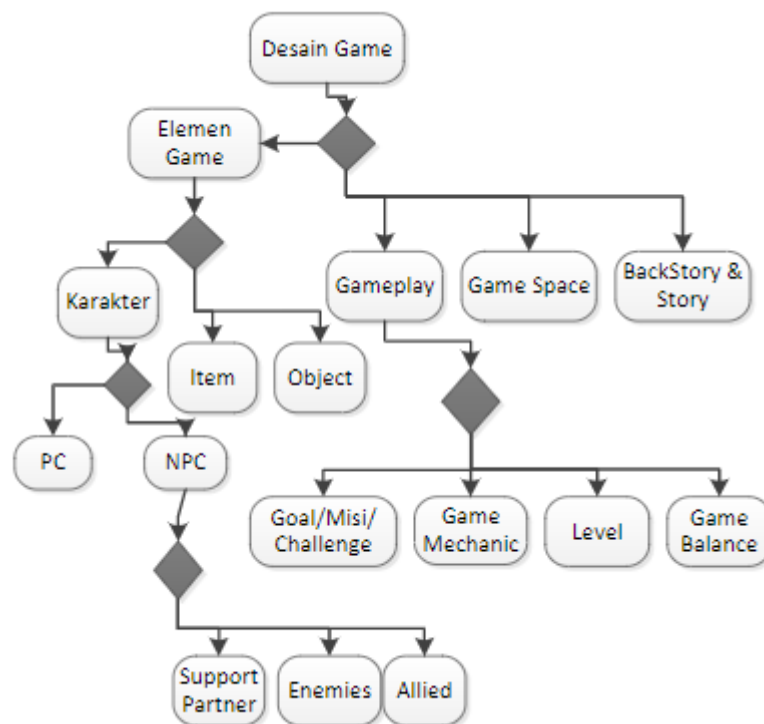 Desain Game
Elemen
Game
Gameplay
Game Space
BackStory &
Story
Karakter
Item
Object
PC
NPC
Goal/Misi/
Challenge
Game
Mechanic
Level
Game
Balance
Support
Partner
Enemies
Allied